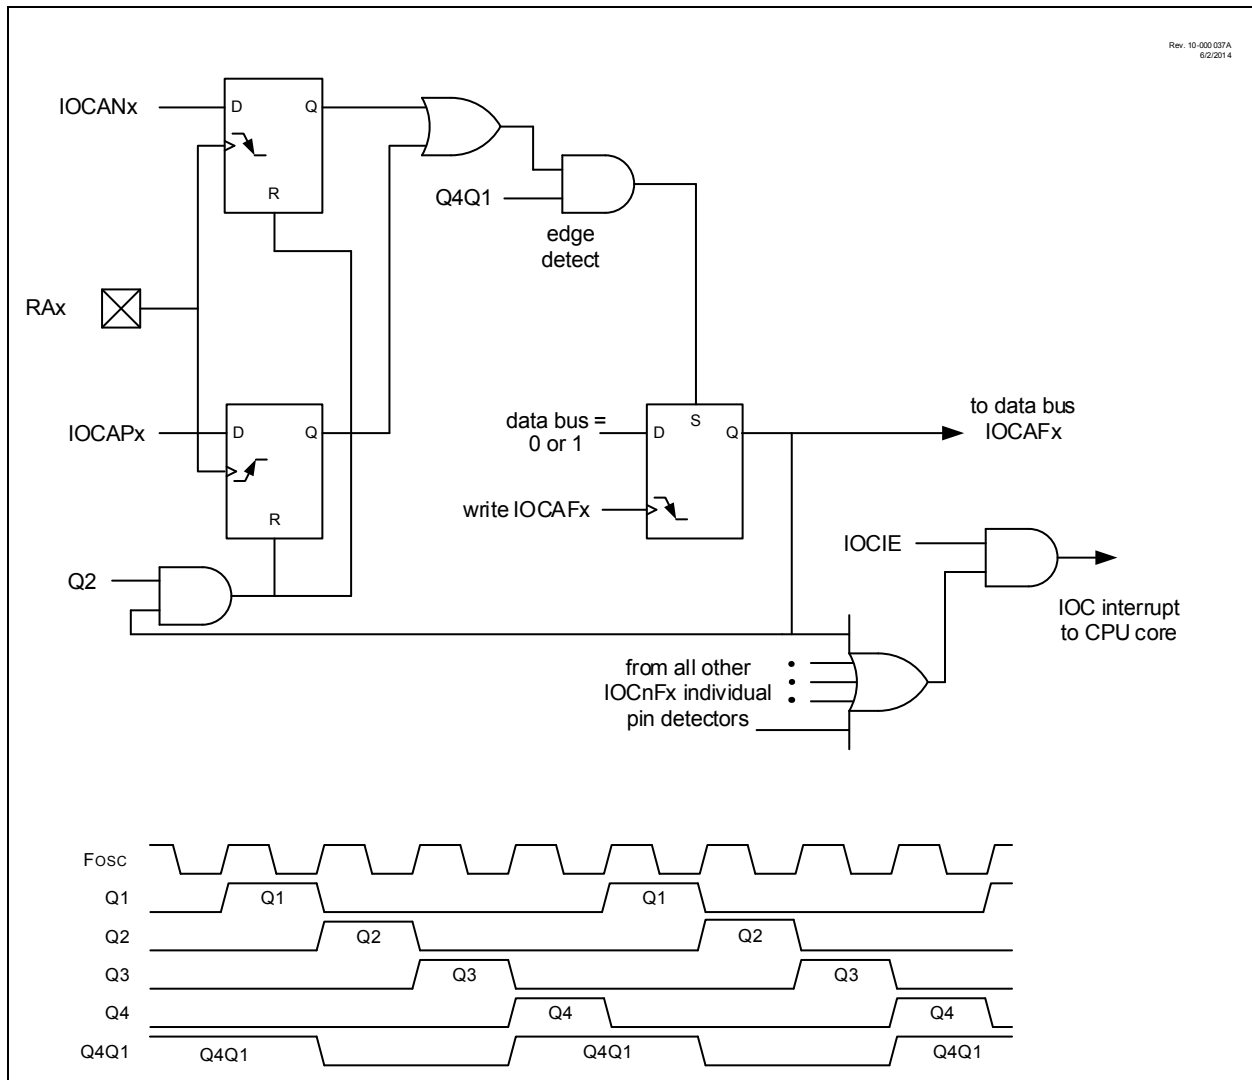 Rev. 10-000 037A
6/2/2014
IOCANx
D
Q
R
Q4Q1
edge
detect
RAx
IOCAPx
D
Q
R
data bus =
0 or 1
S
D
Q
to data bus
IOCAFx
write IOCAFx
IOCIE
Q2
IOC interrupt
to CPU core
from all other
IOCnFx individual
pin detectors
FOSC
Q1
Q1
Q1
Q2
Q2
Q2
Q3
Q3
Q3
Q4
Q4
Q4
Q4Q1
Q4Q1
Q4Q1
Q4Q1